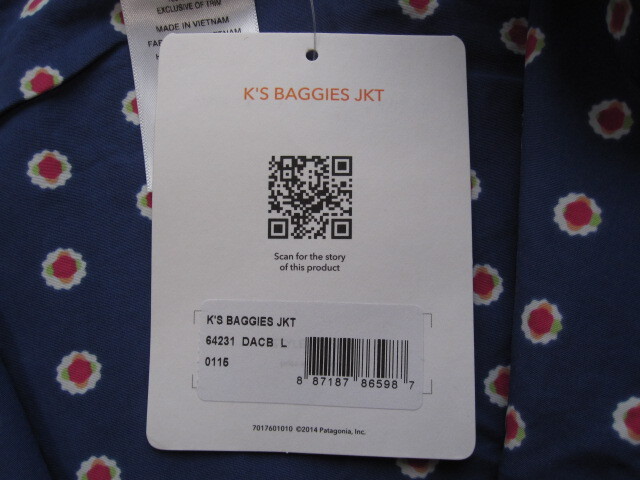 EXCLUSIVE OF TRIM
MADE IN VIETNAM
K'S BAGGIES JKT
Scan for the story
of this product
K'S BAGGIES JKT
64231 DACB L
0115
8 87187 86598 7
7017601010 ©2014 Patagonia, Inc.